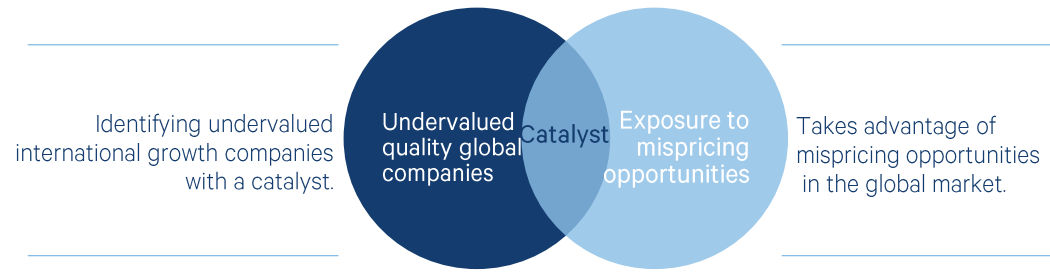 Identifying undervalued
international growth companies
with a catalyst.
Undervalued
quality global
companies
Catalyst
Exposure to
mispricing
opportunities
Takes advantage of
mispricing opportunities
in the global market.